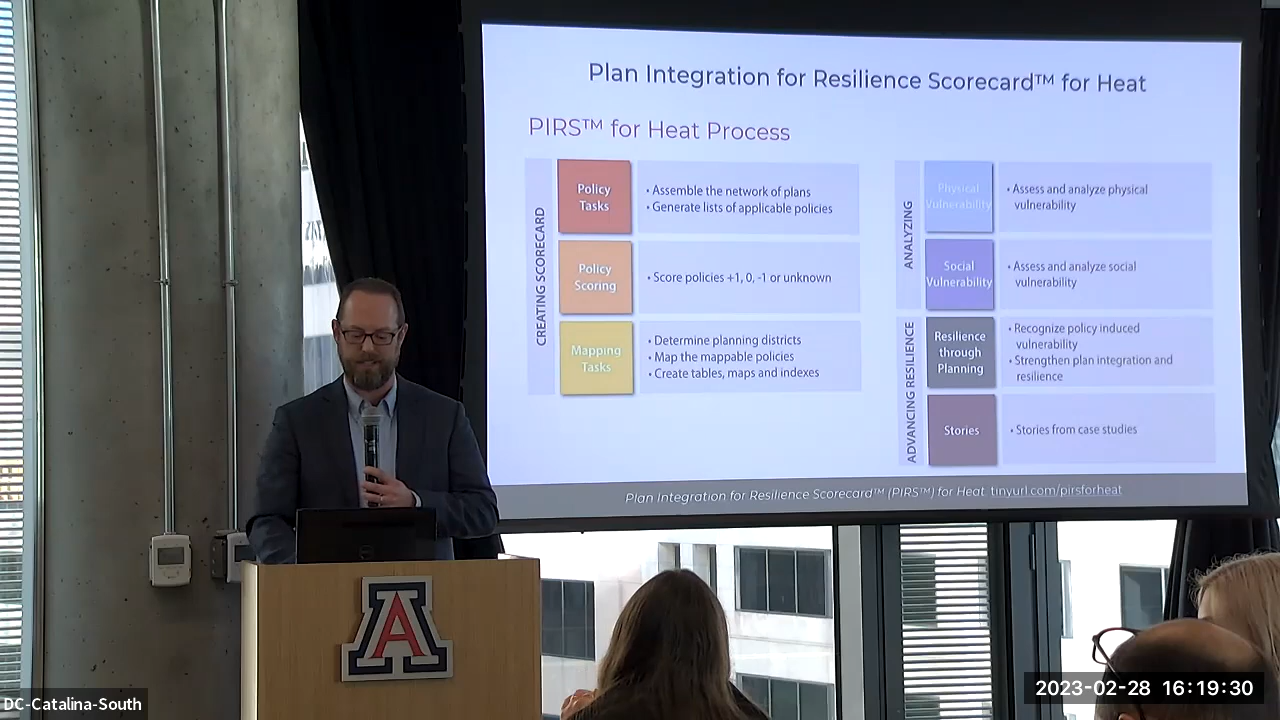 Plan Integration for Resilience Scorecard™ for Heat
PIRS™ for Heat Process
CREATING SCORECARD
Policy
Tasks
• Assemble the network of plans
• Generate lists of applicable policies
Policy
Scoring
• Score policies +1, 0, -1 or unknown
Mapping
Tasks
• Determine planning districts
• Map the mappable policies
• Create tables, maps and indexes
ANALYZING
Physical
Vulnerability
• Assess and analyze physical
vulnerability
Social
Vulnerability
• Assess and analyze social
vulnerability
ADVANCING RESILIENCE
Resilience
through
Planning
• Recognize policy induced
vulnerability
• Strengthen plan integration and
resilience
Stories
• Stories from case studies
Plan Integration for Resilience Scorecard™ (PIRS™) for Heat. tinyurl.com/pirsforheat
A
DC-Catalina-South
2023-02-28 16:19:30